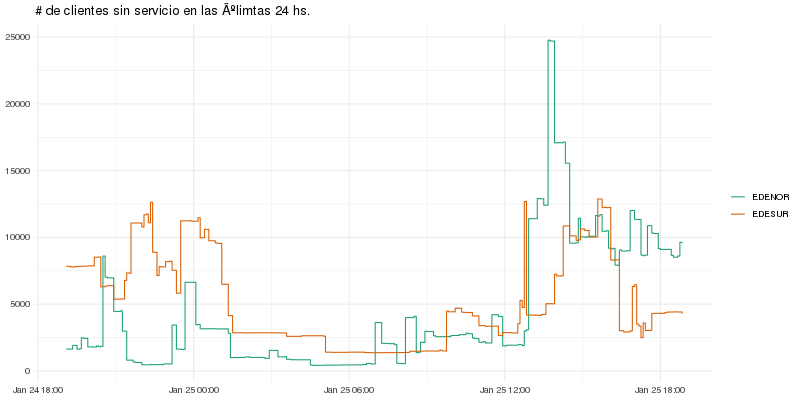 # de clientes sin servicio en las Ãºlimtas 24 hs.
25000
20000
15000
10000
5000
0
Jan 24 18:00 Jan 25 00:00 Jan 25 06:00 Jan 25 12:00 Jan 25 18:00
EDENOR
EDESUR